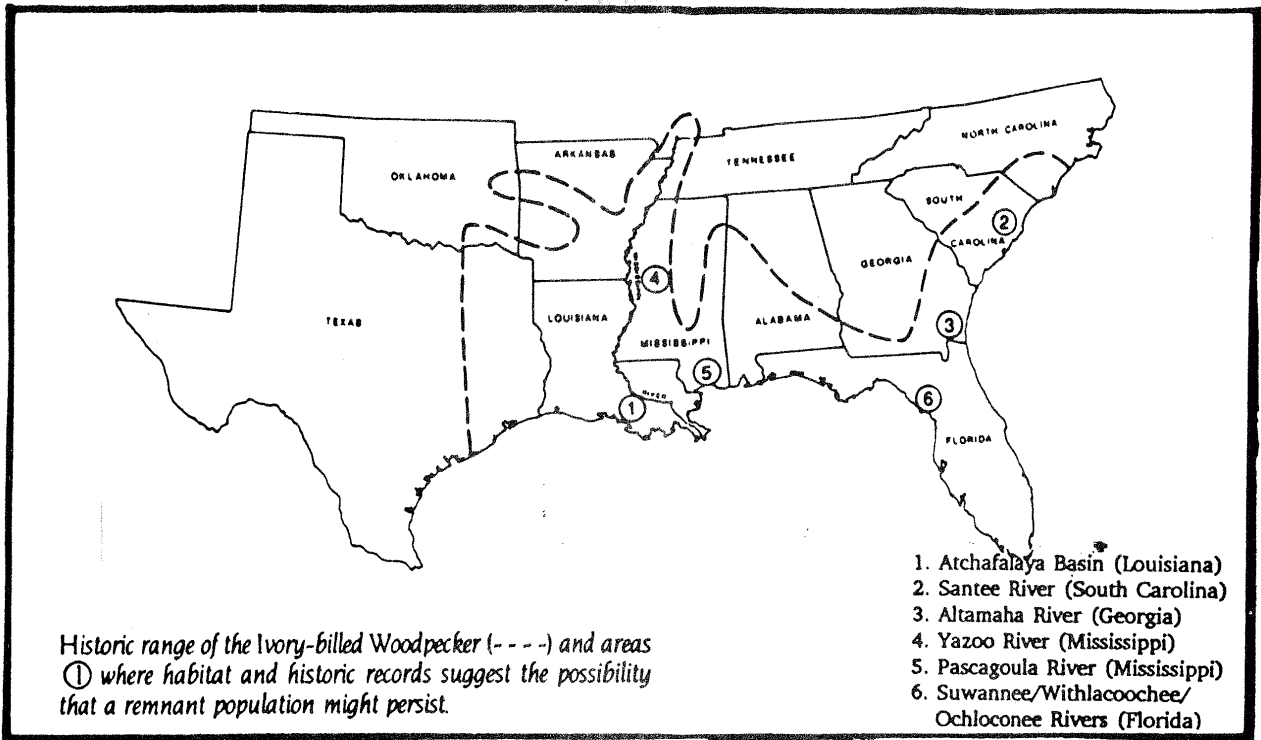 NORTH CAROLINA
TENNESSEE
ARKANSAS
OKLAHOMA
SOUTH
CAROLINA
2
GEORGIA
4
TEXAS
LOUISIANA
ALABAMA
3
MISSISSIPPI
5
RIVER
1
6
FLORIDA
1. Atchafalaya Basin (Louisiana)
2. Santee River (South Carolina)
3. Altamaha River (Georgia)
4. Yazoo River (Mississippi)
5. Pascagoula River (Mississippi)
6. Suwannee/Withlacoochee/
Ochloconee Rivers (Florida)
Historic range of the Ivory-billed Woodpecker (- - - -) and areas
① where habitat and historic records suggest the possibility
that a remnant population might persist.